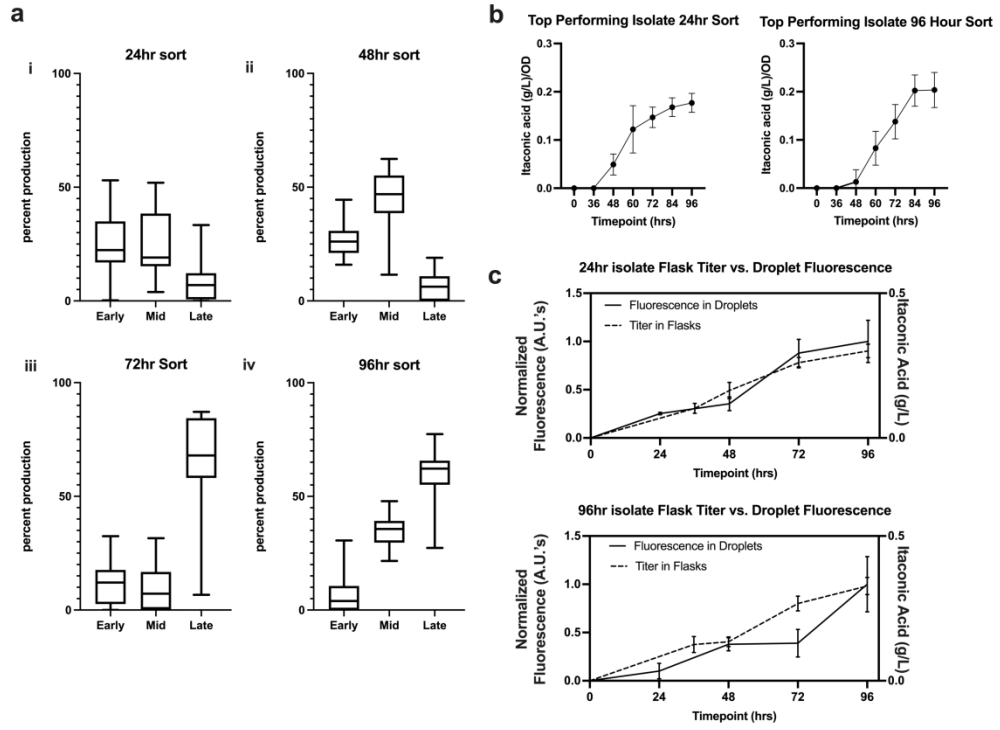 a
24hr sort
i
100
50
0
percent production
Early Mid Late
48hr sort
ii
100
50
0
percent production
Early Mid Late
72hr Sort
iii
100
50
0
percent production
Early Mid Late
96hr sort
iv
100
50
0
percent production
Early Mid Late
b
Top Performing Isolate 24hr Sort
Itaconic acid (g/L)/OD
0.3
0.2
0.1
0.0
0 36 48 60 72 84 96
Timepoint (hrs)
Top Performing Isolate 96 Hour Sort
Itaconic acid (g/L)/OD
0.3
0.2
0.1
0.0
0 36 48 60 72 84 96
Timepoint (hrs)
c
24hr isolate Flask Titer vs. Droplet Fluorescence
Normalized
Fluorescence (A.U.'s)
1.5
1.0
0.5
0.0
Fluorescence in Droplets
Titer in Flasks
0.5
0.0
Itaconic Acid (g/L)
0 24 48 72 96
Timepoint (hrs)
96hr isolate Flask Titer vs. Droplet Fluorescence
Normalized
Fluorescence (A.U.'s)
1.5
1.0
0.5
0.0
Fluorescence in Droplets
Titer in Flasks
0.5
0.0
Itaconic Acid (g/L)
0 24 48 72 96
Timepoint (hrs)